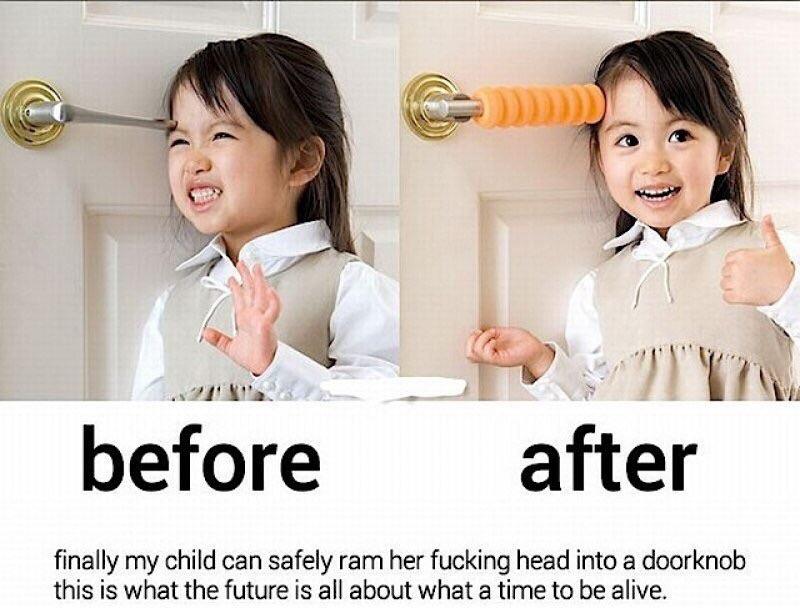 before after
finally my child can safely ram her fucking head into a doorknob
this is what the future is all about what a time to be alive.